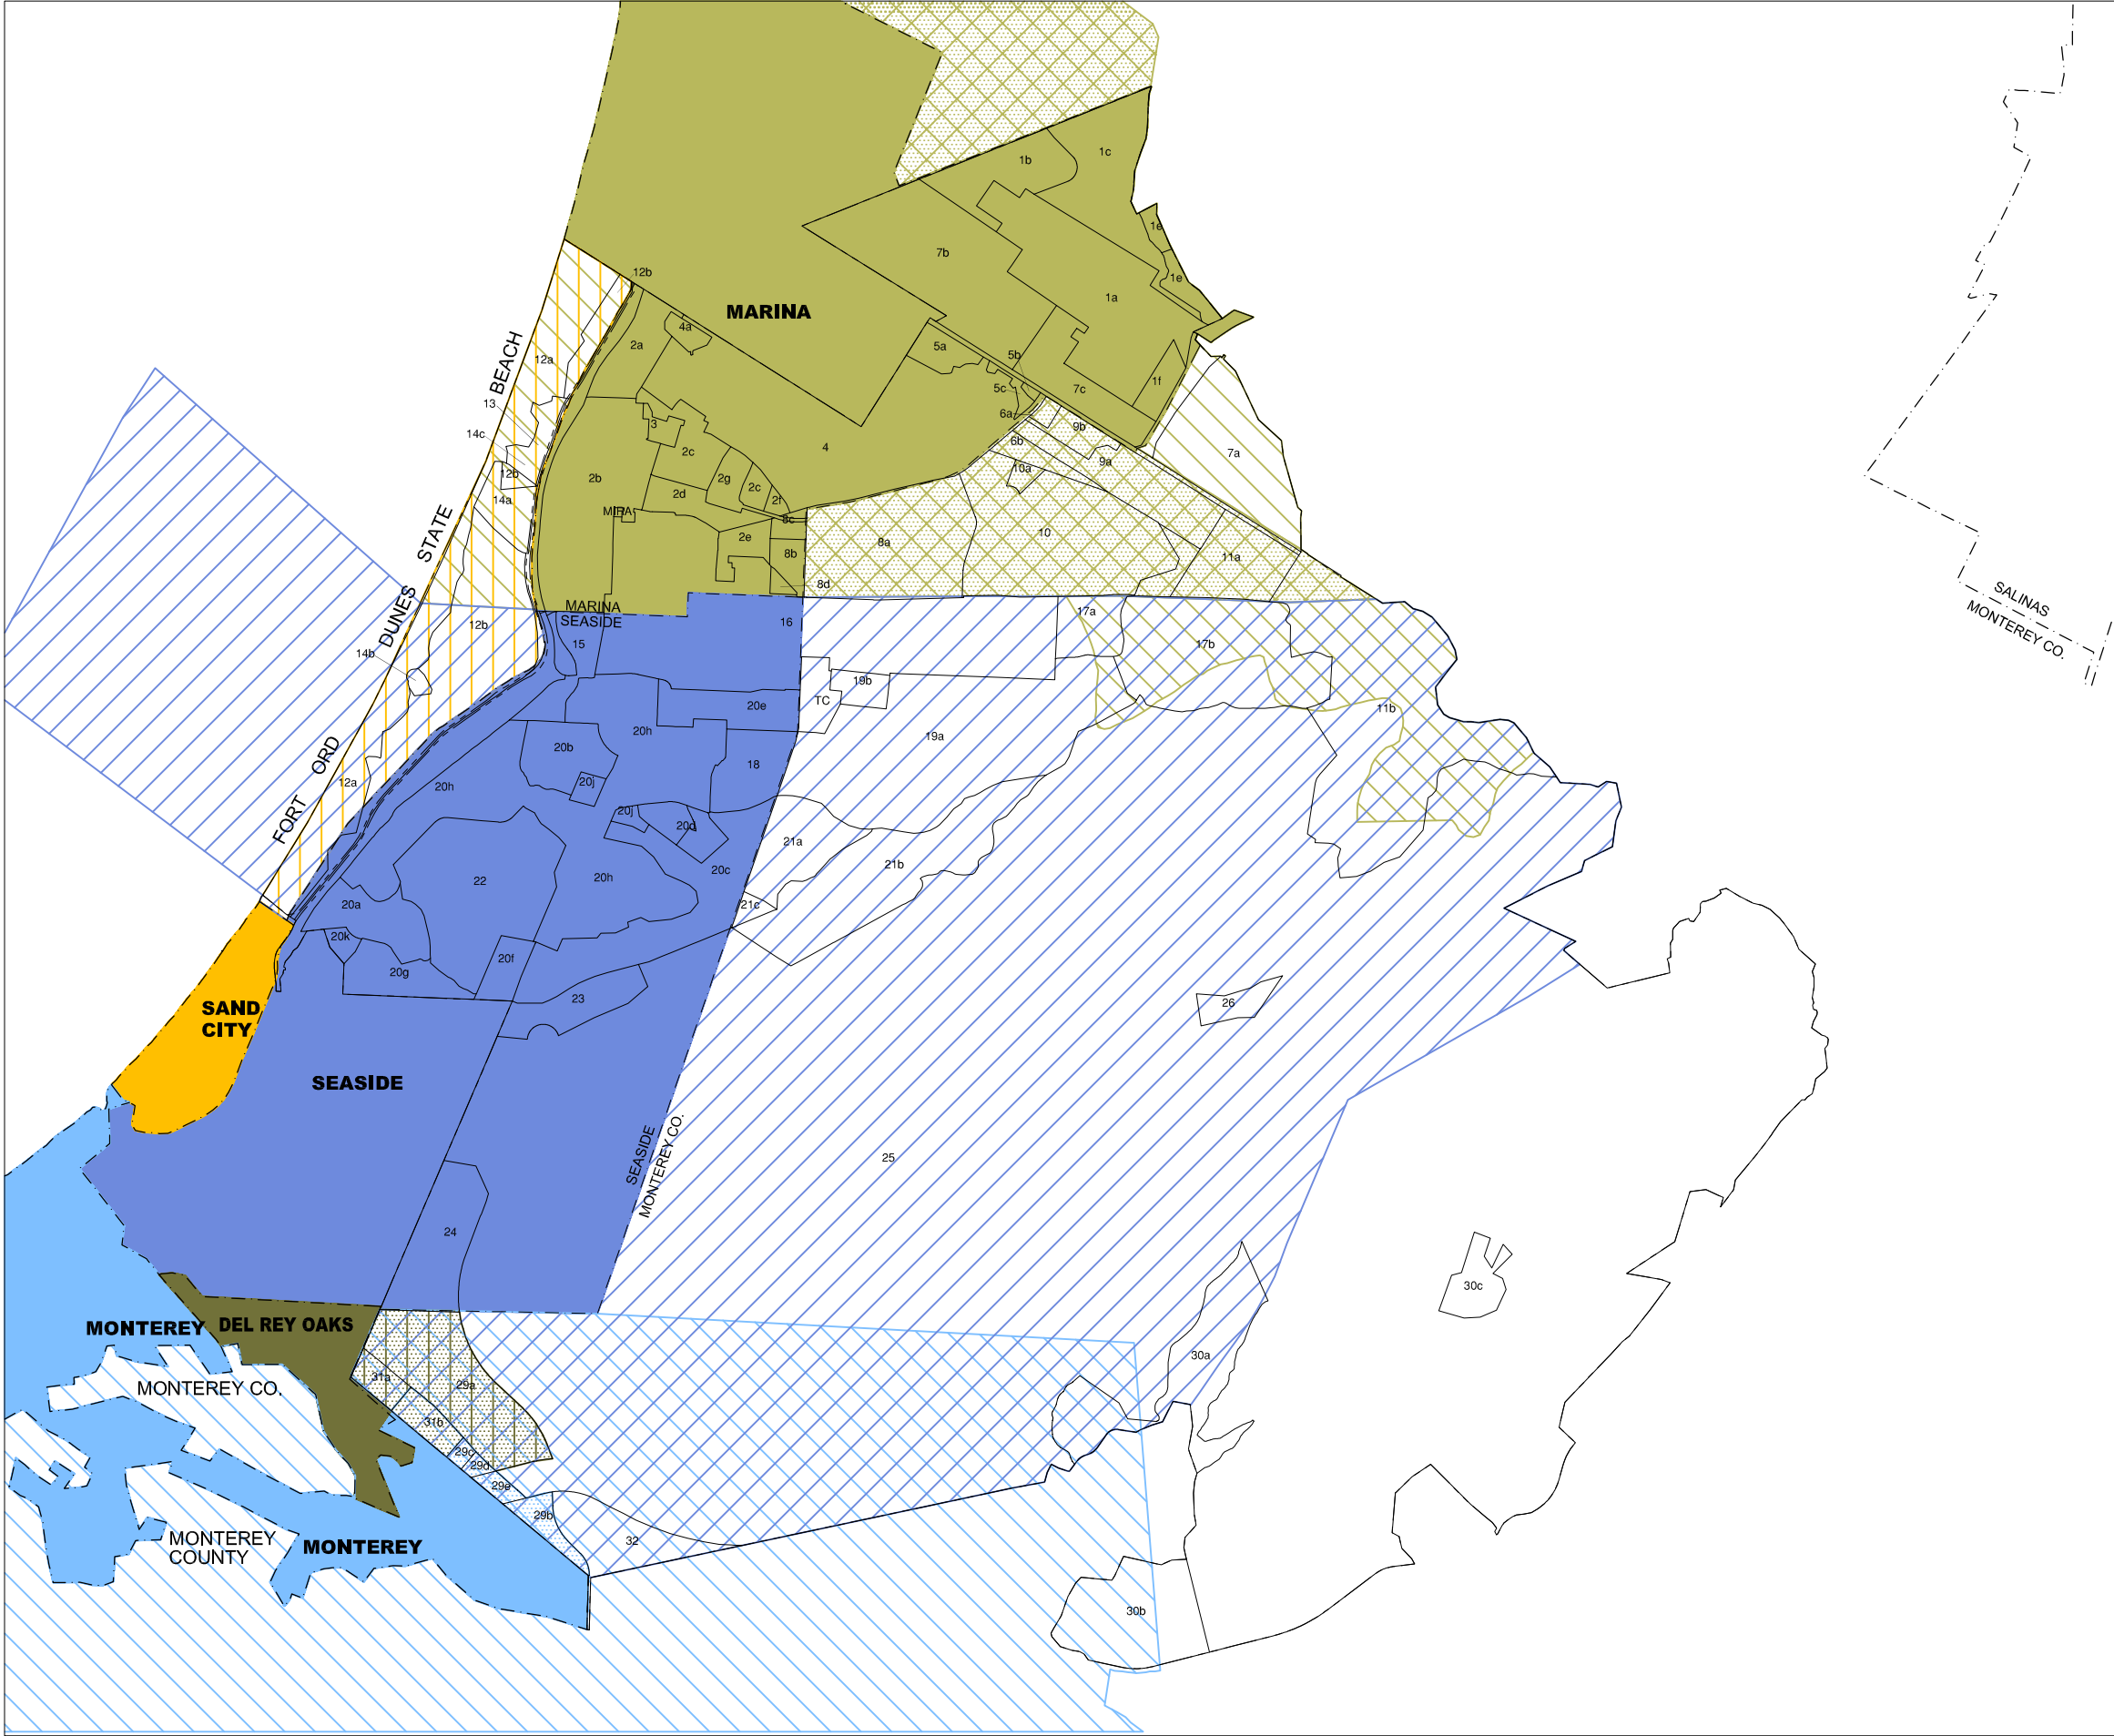 1b
1c
1e
7b
12b
1e
1a
MARINA
4a
2a
5a
5b
12a
BEACH
5c
7c
1f
13
6a
3
9b
14c
4
6b
2c
7a
9a
10a
12b
2b
2g
2c
14a
2d
2f
MIRA
8c
STATE
10
2e
8a
8b
11a
8d
SALINAS
MONTEREY CO.
MARINA
SEASIDE
17a
DUNES
12b
16
15
17b
14b
19b
TC
20e
11b
20h
19a
20b
ORD
18
12a
20j
20h
FORT
20j
20d
21a
21b
20c
22
20h
20a
21c
20k
20f
20g
23
26
SAND
CITY
SEASIDE
SEASIDE
MONTEREY CO.
25
24
30c
MONTEREY
DEL REY OAKS
30a
31a
29a
MONTEREY CO.
31b
29c
29d
29e
29b
MONTEREY
COUNTY
32
MONTEREY
30b